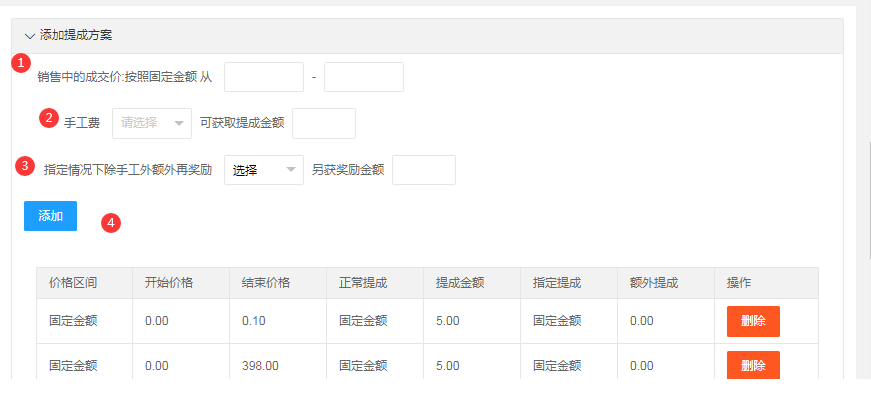 添加提成方案
1 销售中的成交价:按照固定金额 从 -
2 手工费 请选择 可获取提成金额
3 指定情况下除手工外额外再奖励 选择 另获奖励金额
添加 4
价格区间 开始价格 结束价格 正常提成 提成金额 指定提成 额外提成 操作
固定金额 0.00 0.10 固定金额 5.00 固定金额 0.00 删除
固定金额 0.00 398.00 固定金额 5.00 固定金额 0.00 删除